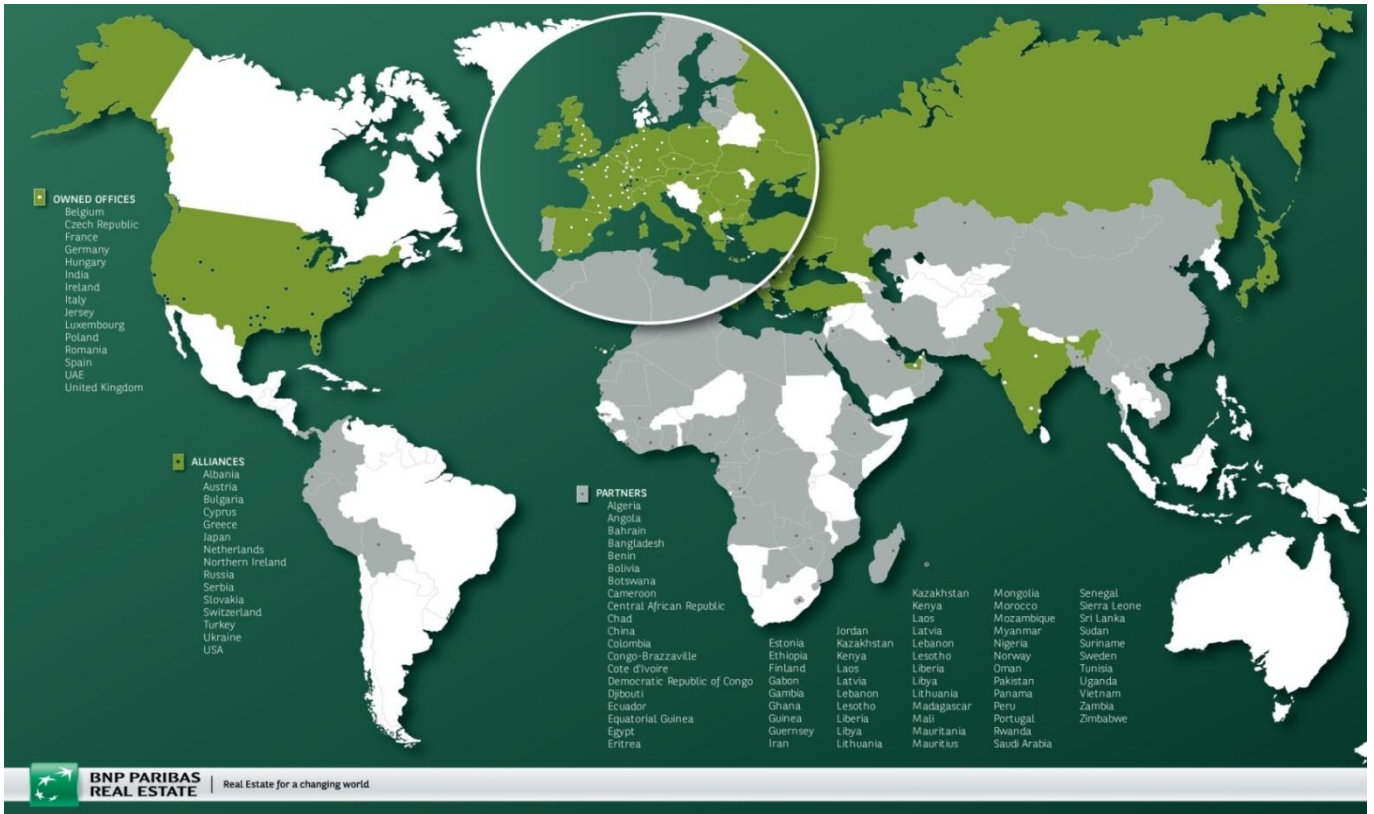 OWNED OFFICES
Belgium
Czech Republic
France
Germany
Hungary
India
Ireland
Italy
Jersey
Luxembourg
Poland
Romania
Spain
UAE
United Kingdom
ALLIANCES
Albania
Austria
Bulgaria
Cyprus
Greece
Japan
Netherlands
Northern Ireland
Russia
Serbia
Slovakia
Switzerland
Turkey
Ukraine
USA
PARTNERS
Algeria
Angola
Bahrain
Bangladesh
Benin
Bolivia
Botswana
Cameroon
Central African Republic
Chad
China
Colombia
Congo-Brazzaville
Cote d'Ivoire
Democratic Republic of Congo
Djibouti
Ecuador
Equatorial Guinea
Egypt
Eritrea
Estonia
Ethiopia
Finland
Gabon
Gambia
Ghana
Guinea
Guernsey
Iran
Jordan
Kazakhstan
Kenya
Laos
Latvia
Lebanon
Lesotho
Liberia
Libya
Lithuania
Kazakhstan
Kenya
Laos
Latvia
Lebanon
Lesotho
Liberia
Libya
Lithuania
Madagascar
Mali
Mauritania
Mauritius
Mongolia
Morocco
Mozambique
Myanmar
Nigeria
Norway
Oman
Pakistan
Panama
Peru
Portugal
Rwanda
Saudi Arabia
Senegal
Sierra Leone
Sri Lanka
Sudan
Suriname
Sweden
Tunisia
Uganda
Vietnam
Zambia
Zimbabwe
BNP PARIBAS
REAL ESTATE
Real Estate for a changing world